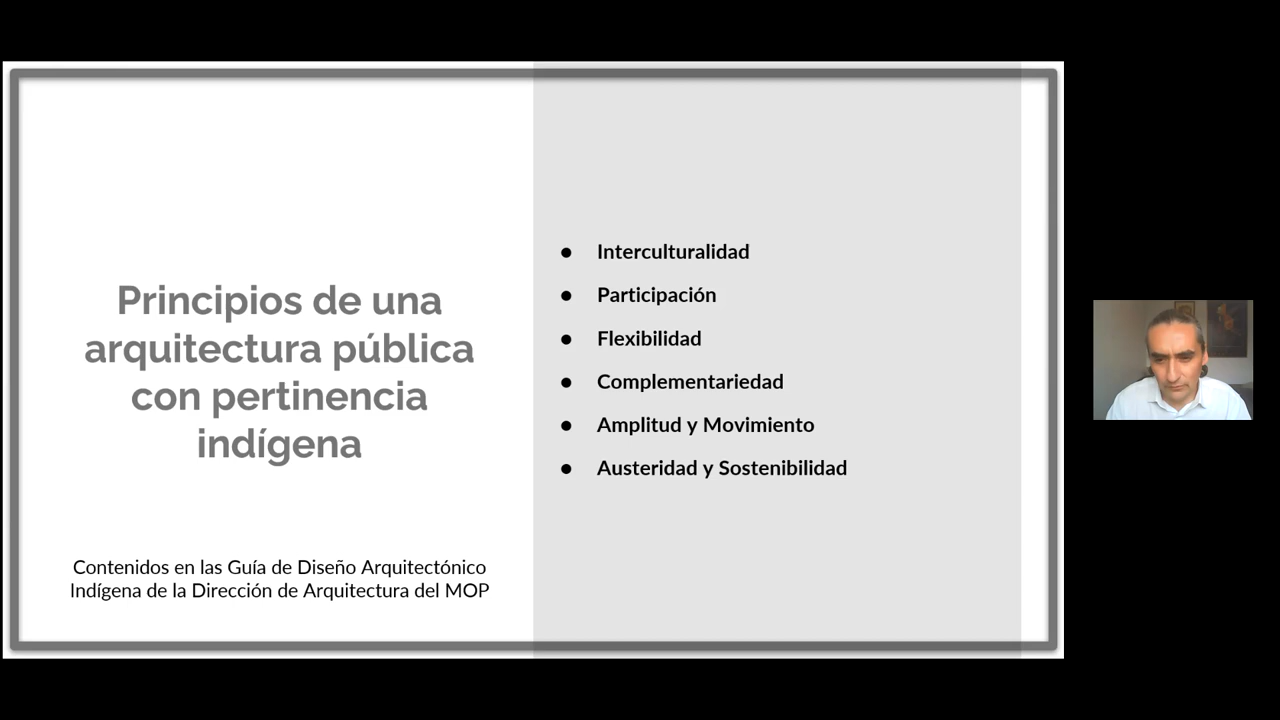 Principios de una
arquitectura pública
con pertinencia
indígena
Contenidos en las Guía de Diseño Arquitectónico
Indígena de la Dirección de Arquitectura del MOP
● Interculturalidad
● Participación
● Flexibilidad
● Complementariedad
● Amplitud y Movimiento
● Austeridad y Sostenibilidad